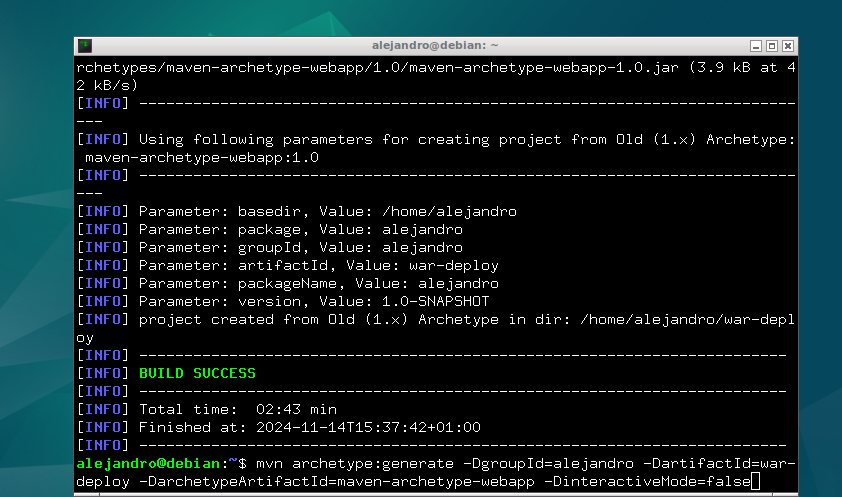 alejandro@debian: ~
rchetypes/maven-archetype-webapp/1.0/maven-archetype-webapp-1.0.jar (3.9 kB at 4
2 kB/s)
[INFO] -------------------------------------------------------------------------
---
[INFO] Using following parameters for creating project from Old (1.x) Archetype:
 maven-archetype-webapp:1.0
[INFO] -------------------------------------------------------------------------
---
[INFO] Parameter: basedir, Value: /home/alejandro
[INFO] Parameter: package, Value: alejandro
[INFO] Parameter: groupId, Value: alejandro
[INFO] Parameter: artifactId, Value: war-deploy
[INFO] Parameter: packageName, Value: alejandro
[INFO] Parameter: version, Value: 1.0-SNAPSHOT
[INFO] project created from Old (1.x) Archetype in dir: /home/alejandro/war-depl
oy
[INFO] ------------------------------------------------------------------------
[INFO] BUILD SUCCESS
[INFO] ------------------------------------------------------------------------
[INFO] Total time:  02:43 min
[INFO] Finished at: 2024-11-14T15:37:42+01:00
[INFO] ------------------------------------------------------------------------
alejandro@debian:~$ mvn archetype:generate -DgroupId=alejandro -DartifactId=war-
deploy -DarchetypeArtifactId=maven-archetype-webapp -DinteractiveMode=false